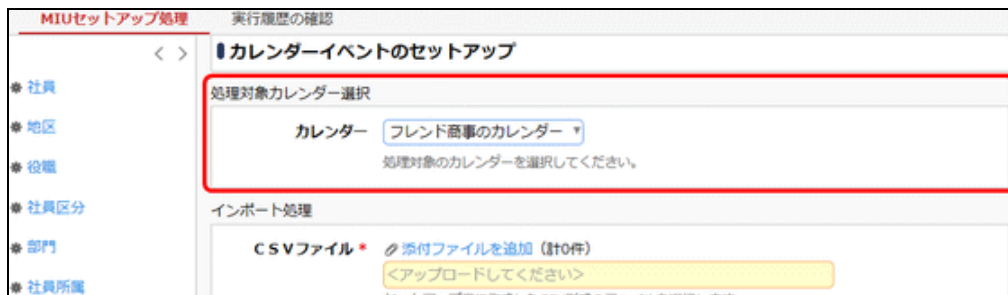 MIUセットアップ処理 実行履歴の確認
< >
カレンダーイベントのセットアップ
社員
地区
役職
社員区分
部門
社員所属
処理対象カレンダー選択
カレンダー フレンド商事のカレンダー
処理対象のカレンダーを選択してください。
インポート処理
CSVファイル * 添付ファイルを追加 (計0件)
<アップロードしてください>